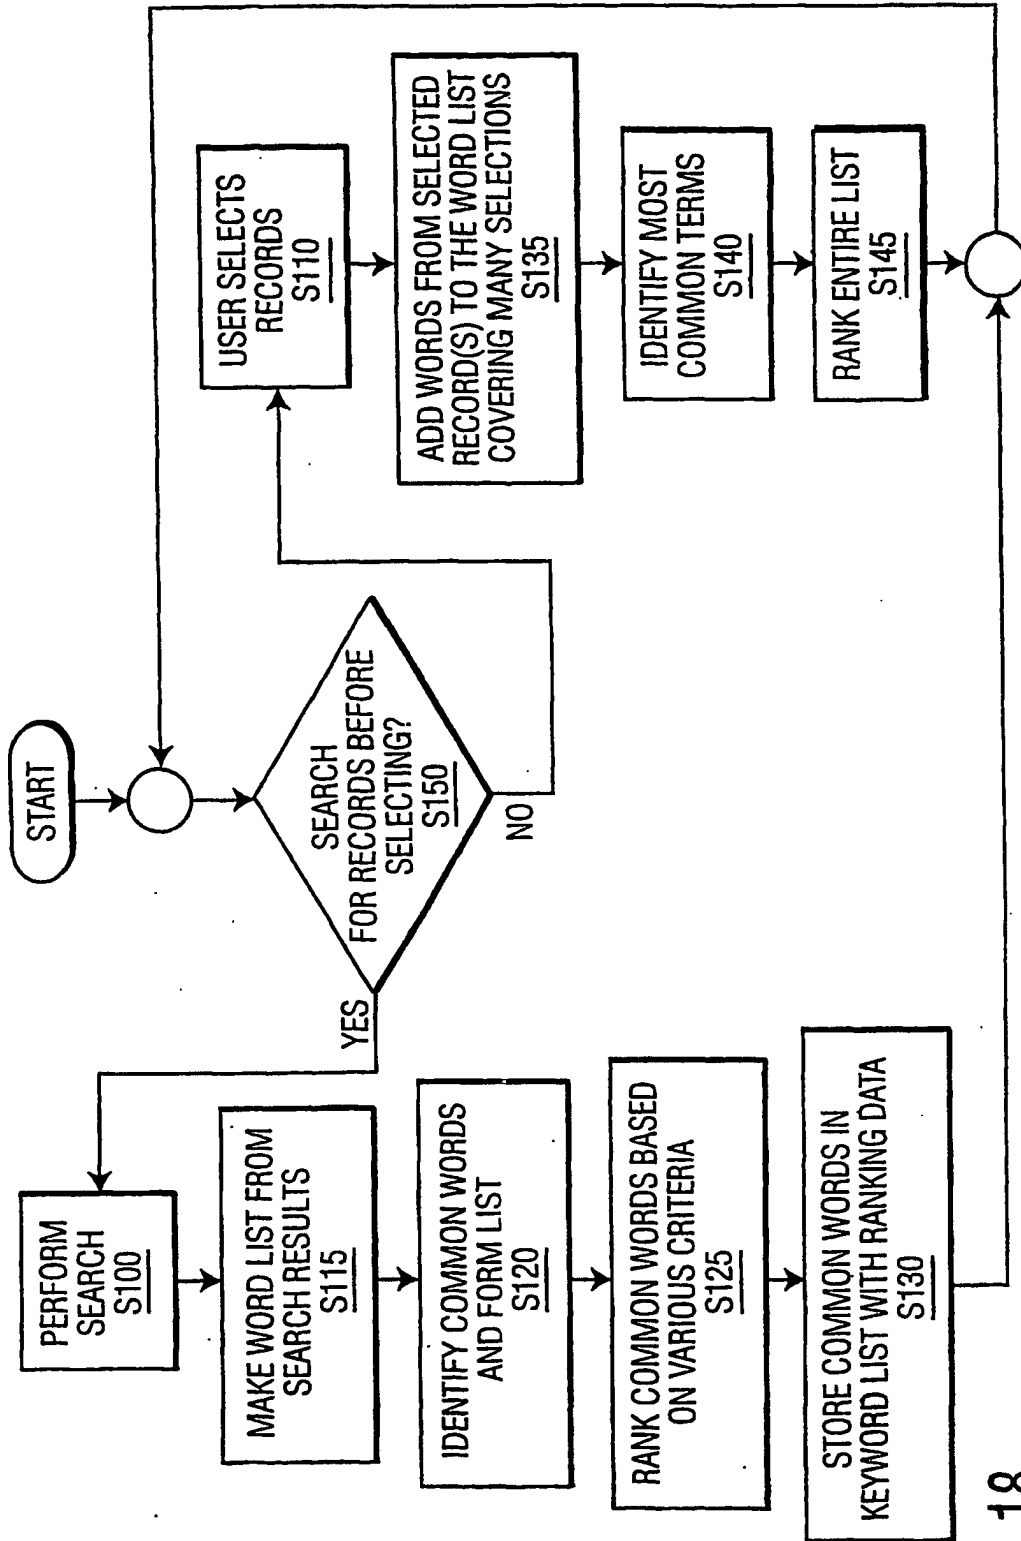 START
SEARCH
FOR RECORDS BEFORE
SELECTING?
S150
YES
NO
PERFORM
SEARCH
S100
MAKE WORD LIST FROM
SEARCH RESULTS
S115
IDENTIFY COMMON WORDS
AND FORM LIST
S120
RANK COMMON WORDS BASED
ON VARIOUS CRITERIA
S125
STORE COMMON WORDS IN
KEYWORD LIST WITH RANKING DATA
S130
USER SELECTS
RECORDS
S110
ADD WORDS FROM SELECTED
RECORD(S) TO THE WORD LIST
COVERING MANY SELECTIONS
S135
IDENTIFY MOST
COMMON TERMS
S140
RANK ENTIRE LIST
S145
18